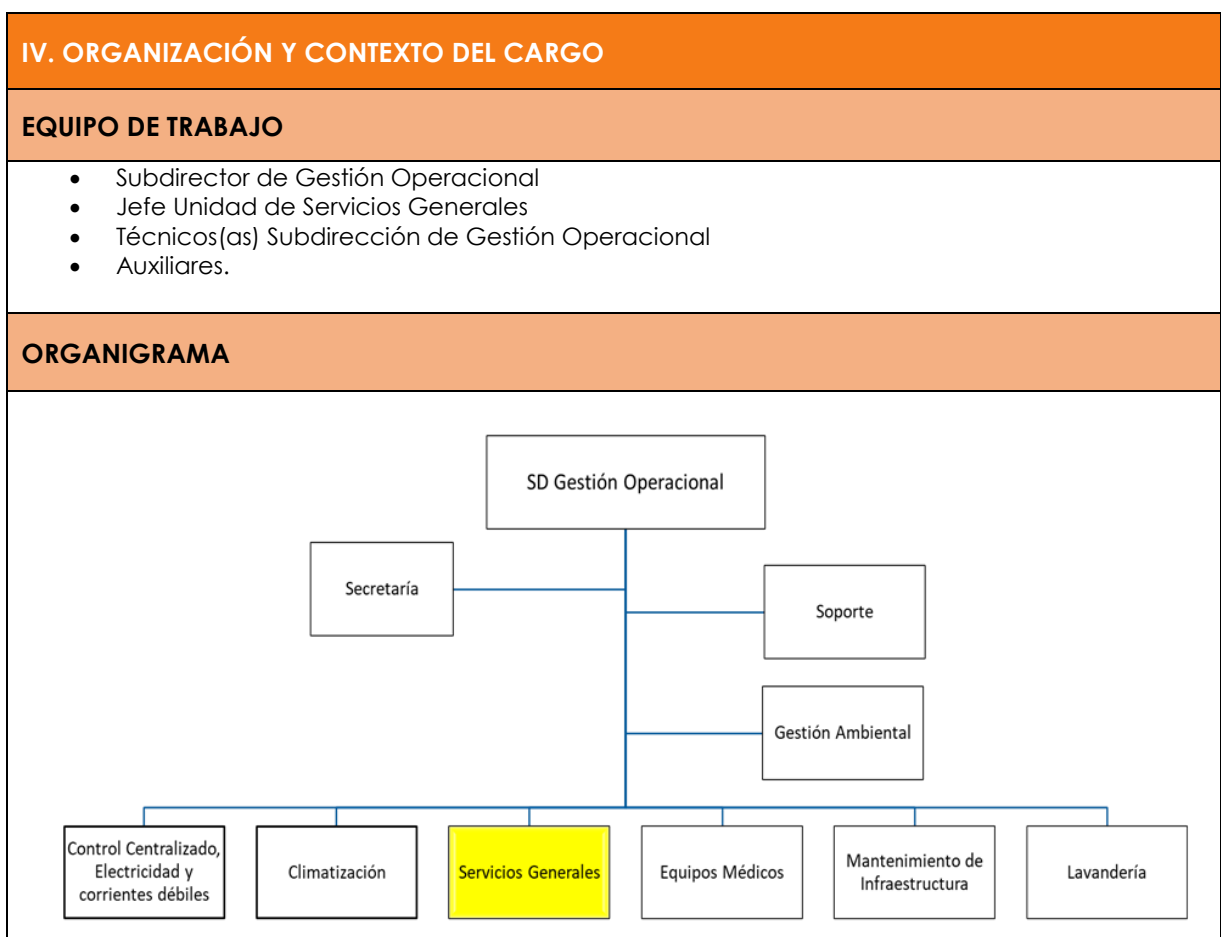 IV. ORGANIZACIÓN Y CONTEXTO DEL CARGO
EQUIPO DE TRABAJO
• Subdirector de Gestión Operacional
• Jefe Unidad de Servicios Generales
• Técnicos(as) Subdirección de Gestión Operacional
• Auxiliares.
ORGANIGRAMA
SD Gestión Operacional
Secretaría
Soporte
Gestión Ambiental
Control Centralizado,
Electricidad y
corrientes débiles
Climatización
Servicios Generales
Equipos Médicos
Mantenimiento de
Infraestructura
Lavandería